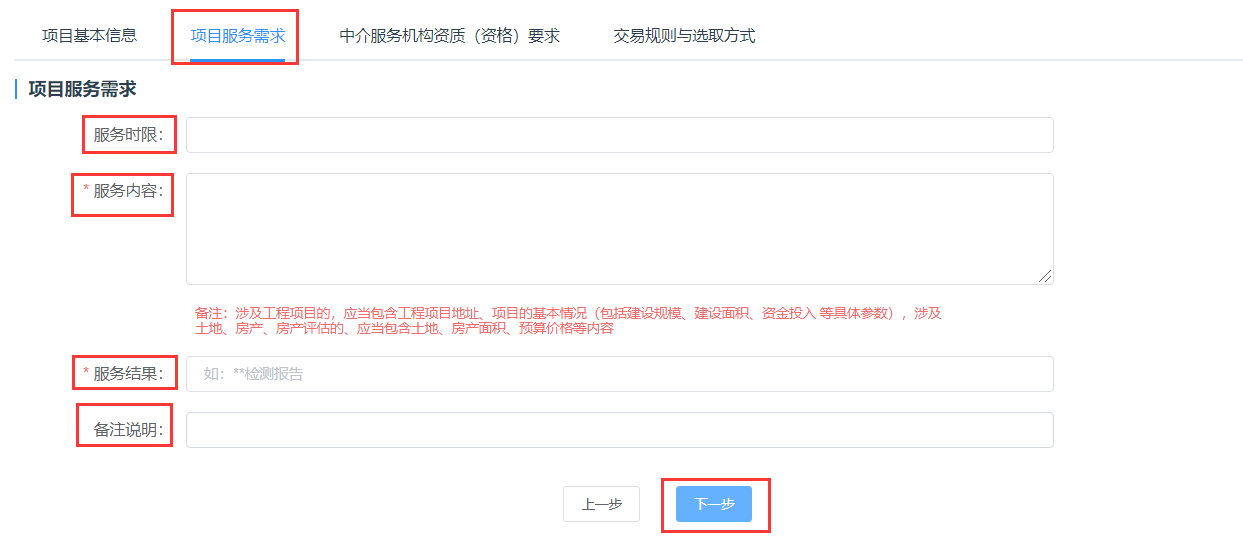 项目基本信息 项目服务需求 中介服务机构资质（资格）要求 交易规则与选取方式
项目服务需求
服务时限：
* 服务内容：
备注：涉及工程项目的，应当包含工程项目地址、项目的基本情况（包括建设规模、建设面积、资金投入 等具体参数），涉及
土地、房产、房产评估的、应当包含土地、房产面积、预算价格等内容
* 服务结果： 如：**检测报告
备注说明：
上一步 下一步